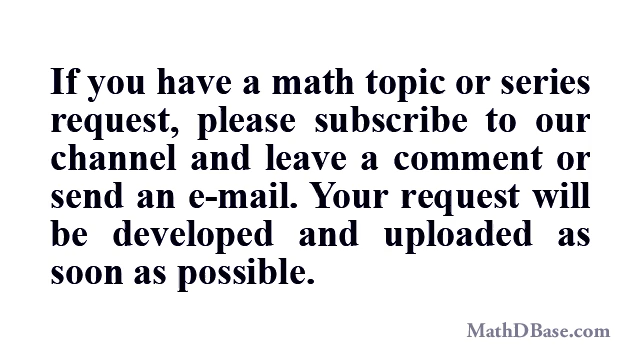 If you have a math topic or series
request, please subscribe to our
channel and leave a comment or
send an e-mail. Your request will
be developed and uploaded as
soon as possible.
MathDBase.com